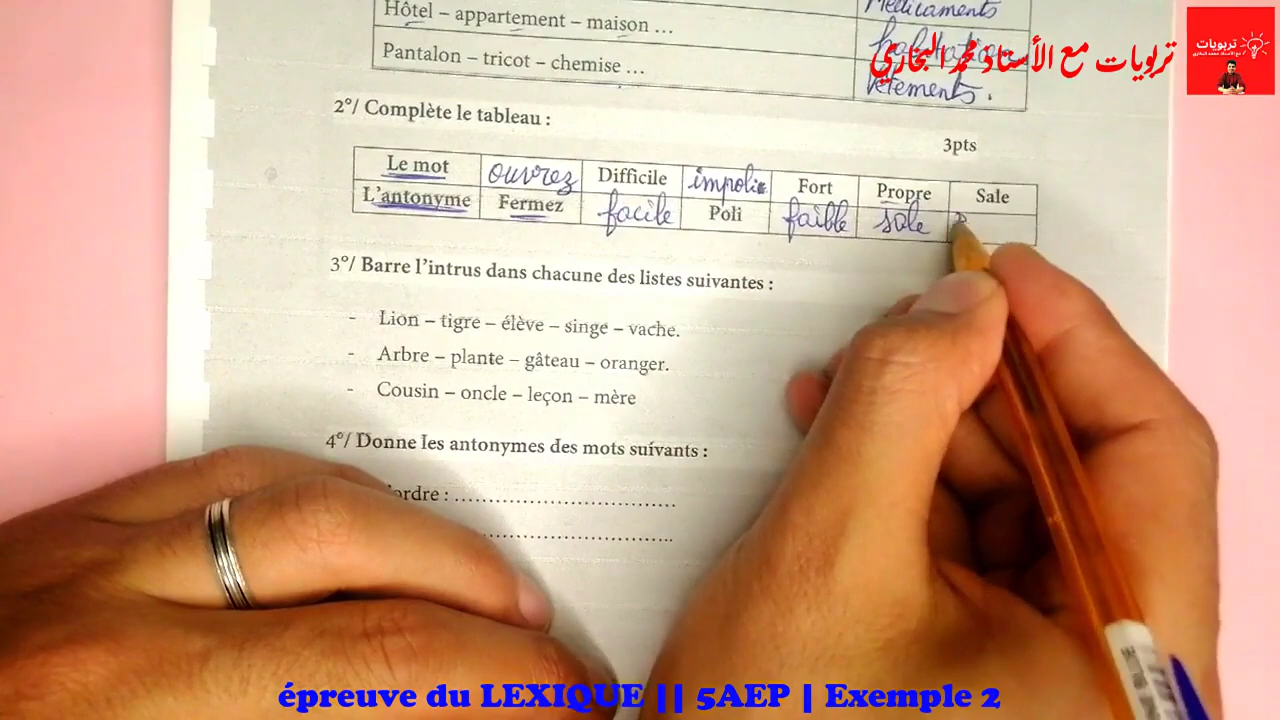 Médicaments
Hôtel – appartement – maison …
تربويات مع الأستاذ محمد البخاري
تربويات
Pantalon – tricot – chemise …
Vêtements.
2°/ Complète le tableau :
3pts
Le mot ouvrez Difficile impoli Fort Propre Sale
L'antonyme Fermez facile Poli faible sale
3°/ Barre l'intrus dans chacune des listes suivantes :
- Lion – tigre – élève – singe – vache.
- Arbre – plante – gâteau – oranger.
- Cousin – oncle – leçon – mère
4°/ Donne les antonymes des mots suivants :
ordre : ……………………………
……………………………..
épreuve du LEXIQUE || 5AEP | Exemple 2